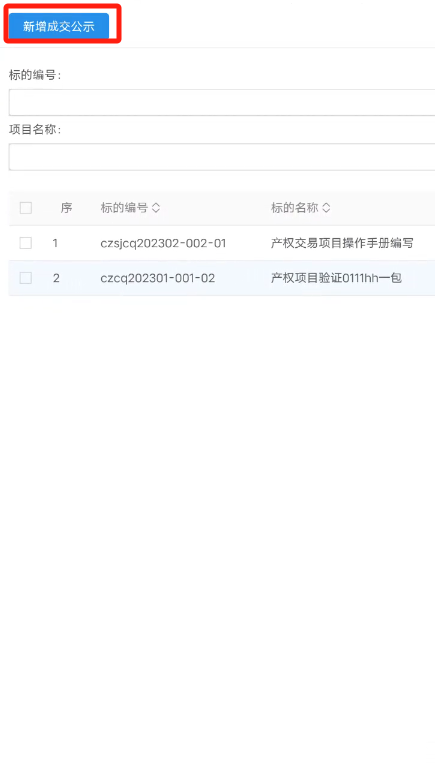 新增成交公示
标的编号:
项目名称:
序 标的编号 标的名称
1 czsjcq202302-002-01 产权交易项目操作手册编写
2 czcq202301-001-02 产权项目验证0111hh一包